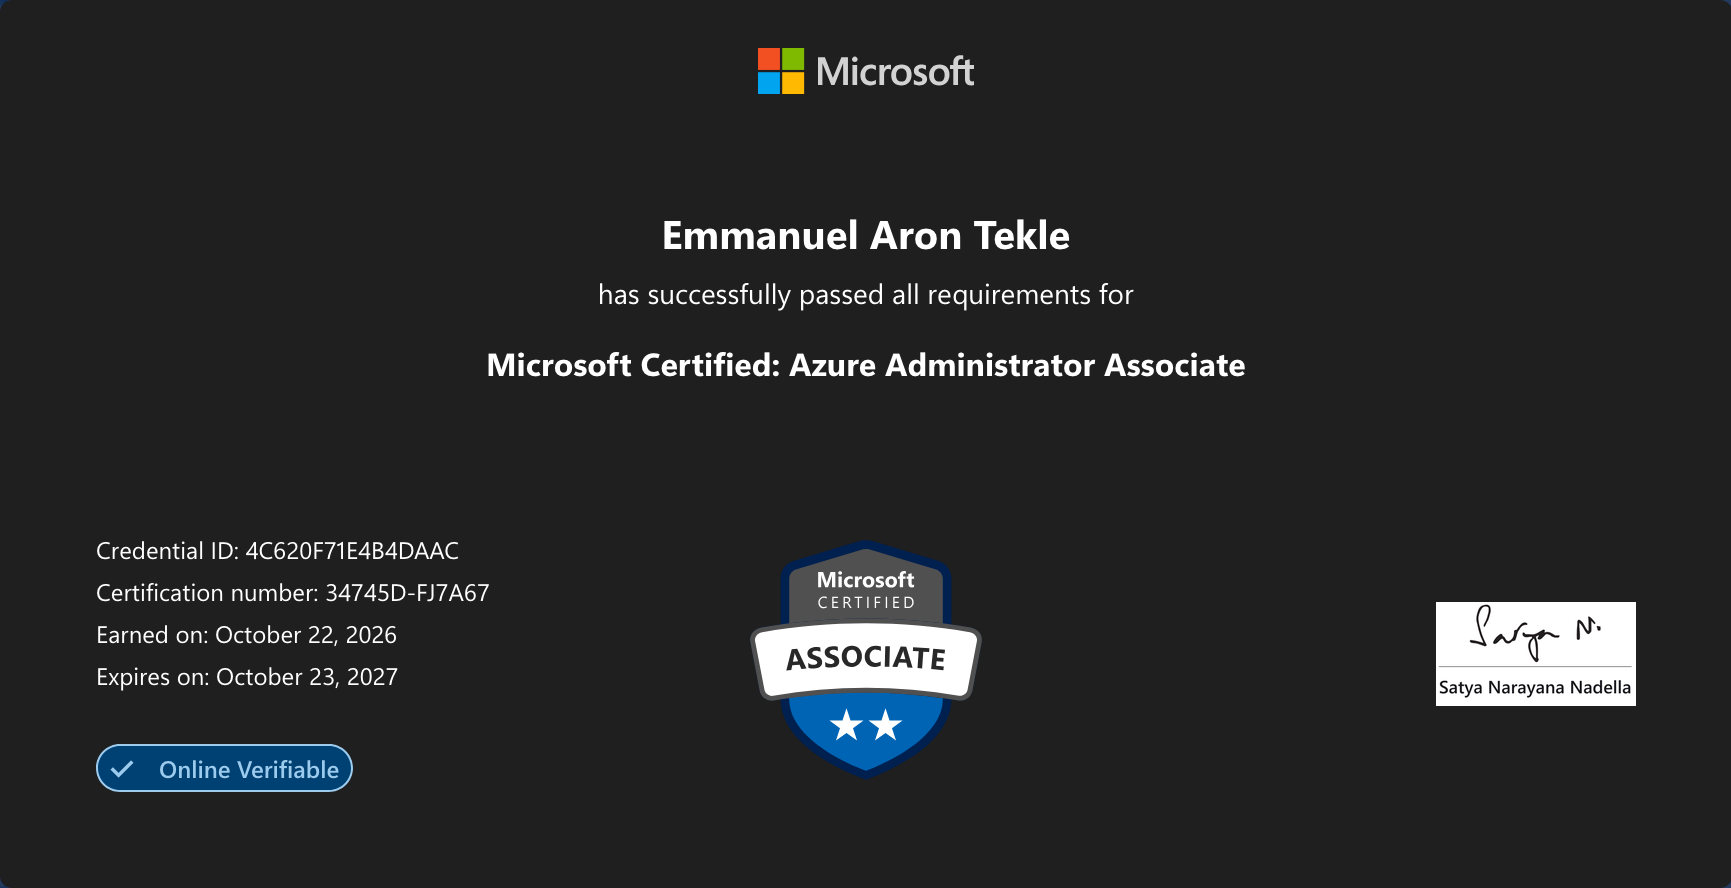 Microsoft
Emmanuel Aron Tekle
has successfully passed all requirements for
Microsoft Certified: Azure Administrator Associate
Credential ID: 4C620F71E4B4DAAC
Certification number: 34745D-FJ7A67
Earned on: October 22, 2026
Expires on: October 23, 2027
Online Verifiable
Microsoft
CERTIFIED
ASSOCIATE
Satya N.
Satya Narayana Nadella